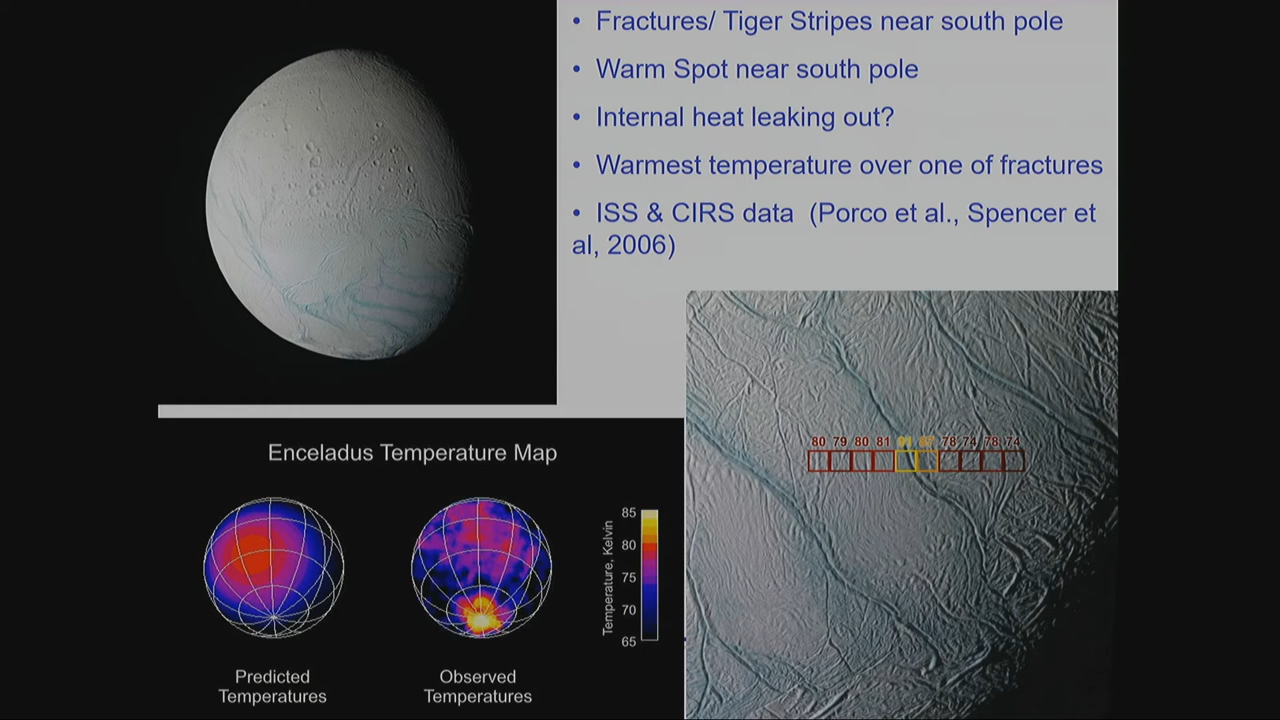 • Fractures/ Tiger Stripes near south pole
• Warm Spot near south pole
• Internal heat leaking out?
• Warmest temperature over one of fractures
• ISS & CIRS data (Porco et al., Spencer et
al, 2006)
80 79 80 81 91 87 78 74 78 74
Enceladus Temperature Map
85
80
75
70
65
Temperature, Kelvin
Predicted
Temperatures
Observed
Temperatures